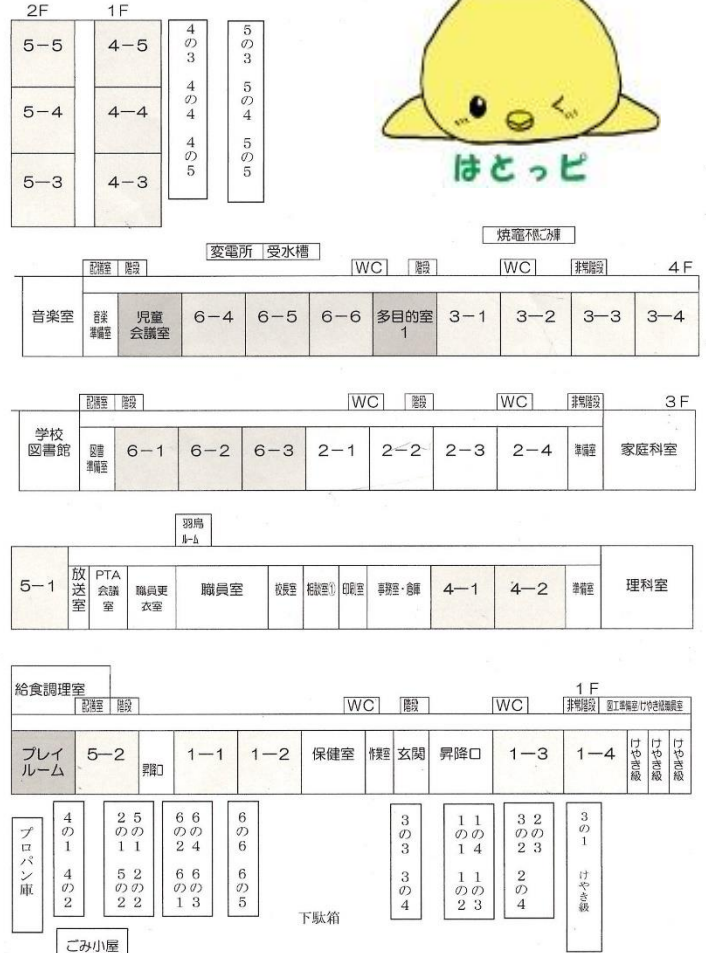 2F 1F
5－5 4－5
5－4 4－4
5－3 4－3
4の3 4の4 4の5
5の3 5の4 5の5
はとっピ
変電所 受水槽
焼竈不燃ごみ庫
配膳室 階段 WC 階段 WC 非常階段 4F
音楽室 音楽準備室 児童会議室 6－4 6－5 6－6 多目的室1 3－1 3－2 3－3 3－4
配膳室 階段 WC 階段 WC 非常階段 3F
学校図書館 図書準備室 6－1 6－2 6－3 2－1 2－2 2－3 2－4 準備室 家庭科室
羽鳥ルーム
5－1 放送室 PTA会議室 職員更衣室 職員室 校長室 相談室① 印刷室 事務室・倉庫 4－1 4－2 準備室 理科室
給食調理室
1F
配膳室 階段 WC 階段 WC 非常階段 図工準備室/けやき級職員室
プレイルーム 5－2 昇降口 1－1 1－2 保健室 作業室 玄関 昇降口 1－3 1－4 けやき級 けやき級 けやき級
プロパン庫
4の1 4の2
2の1 5の2
5の1 2の2
6の2 6の1
6の4 6の3
6の6 6の5
下駄箱
3の3 3の4
1の1 1の2
1の4 1の3
3の2 2の4
2の3
3の1 けやき級
ごみ小屋